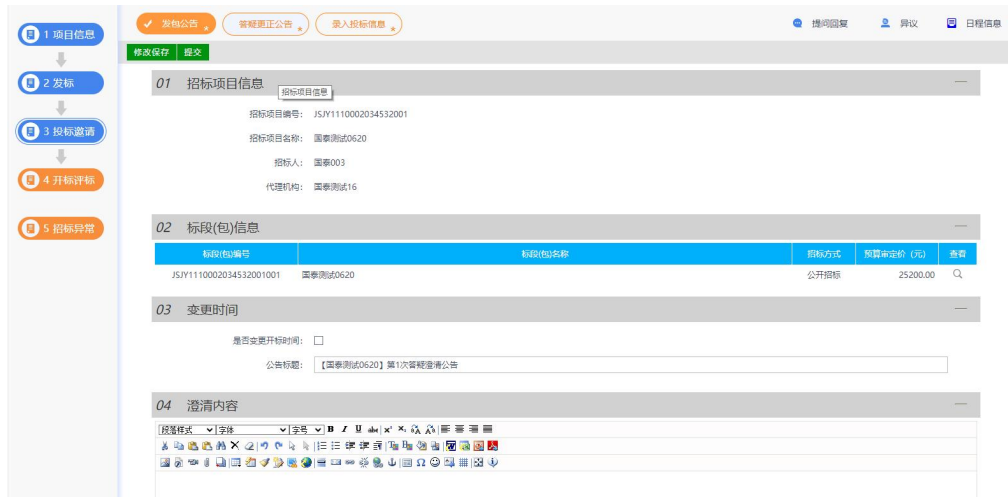 1 项目信息
2 发标
3 投标邀请
4 开标评标
5 招标异常
发包公告
答疑更正公告
录入投标信息
提问回复
异议
日程信息
修改保存 提交
01 招标项目信息
招标项目信息
招标项目编号: JSJY1110002034532001
招标项目名称: 国泰测试0620
招标人: 国泰003
代理机构: 国泰测试16
02 标段(包)信息
标段(包)编号 标段(包)名称 招标方式 预算审定价（元） 查看
JSJY1110002034532001001 国泰测试0620 公开招标 25200.00
03 变更时间
是否变更开标时间:
公告标题: 【国泰测试0620】第1次答疑澄清公告
04 澄清内容
段落样式 字体 字号